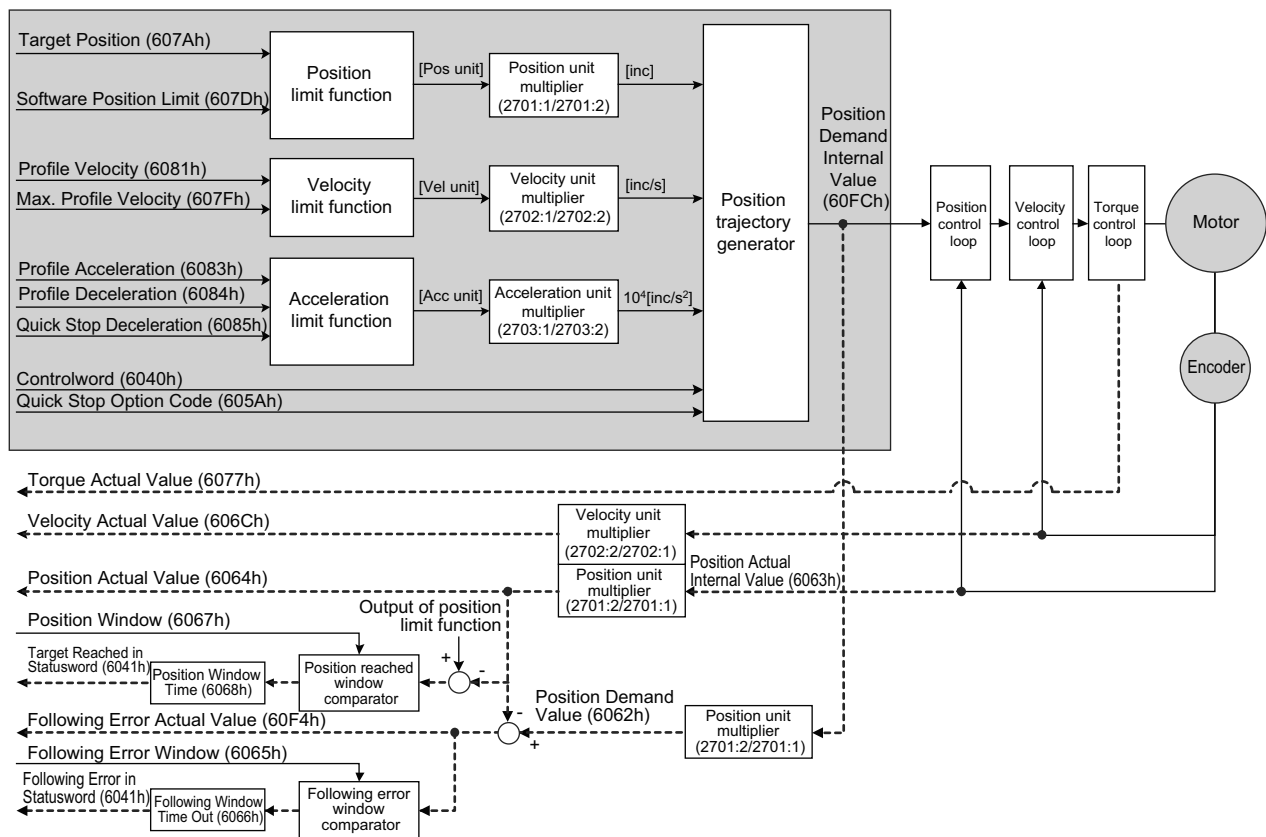 Target Position (607Ah)
Software Position Limit (607Dh)
Position
limit function
[Pos unit]
Position unit
multiplier
(2701:1/2701:2)
[inc]
Profile Velocity (6081h)
Max. Profile Velocity (607Fh)
Velocity
limit function
[Vel unit]
Velocity unit
multiplier
(2702:1/2702:2)
[inc/s]
Profile Acceleration (6083h)
Profile Deceleration (6084h)
Quick Stop Deceleration (6085h)
Acceleration
limit function
[Acc unit]
Acceleration unit
multiplier
(2703:1/2703:2)
10⁴[inc/s²]
Controlword (6040h)
Quick Stop Option Code (605Ah)
Position
trajectory
generator
Position
Demand
Internal
Value
(60FCh)
Position
control
loop
Velocity
control
loop
Torque
control
loop
Motor
Encoder
Torque Actual Value (6077h)
Velocity Actual Value (606Ch)
Velocity unit
multiplier
(2702:2/2702:1)
Position Actual Value (6064h)
Position unit
multiplier
(2701:2/2701:1)
Position Actual
Internal Value (6063h)
Position Window (6067h)
Output of position
limit function
Target Reached in
Statusword (6041h)
Position Window
Time (6068h)
Position reached
window
comparator
+
-
Following Error Actual Value (60F4h)
-
+
Position Demand
Value (6062h)
Position unit
multiplier
(2701:2/2701:1)
Following Error Window (6065h)
Following Error in
Statusword (6041h)
Following Window
Time Out (6066h)
Following error
window
comparator